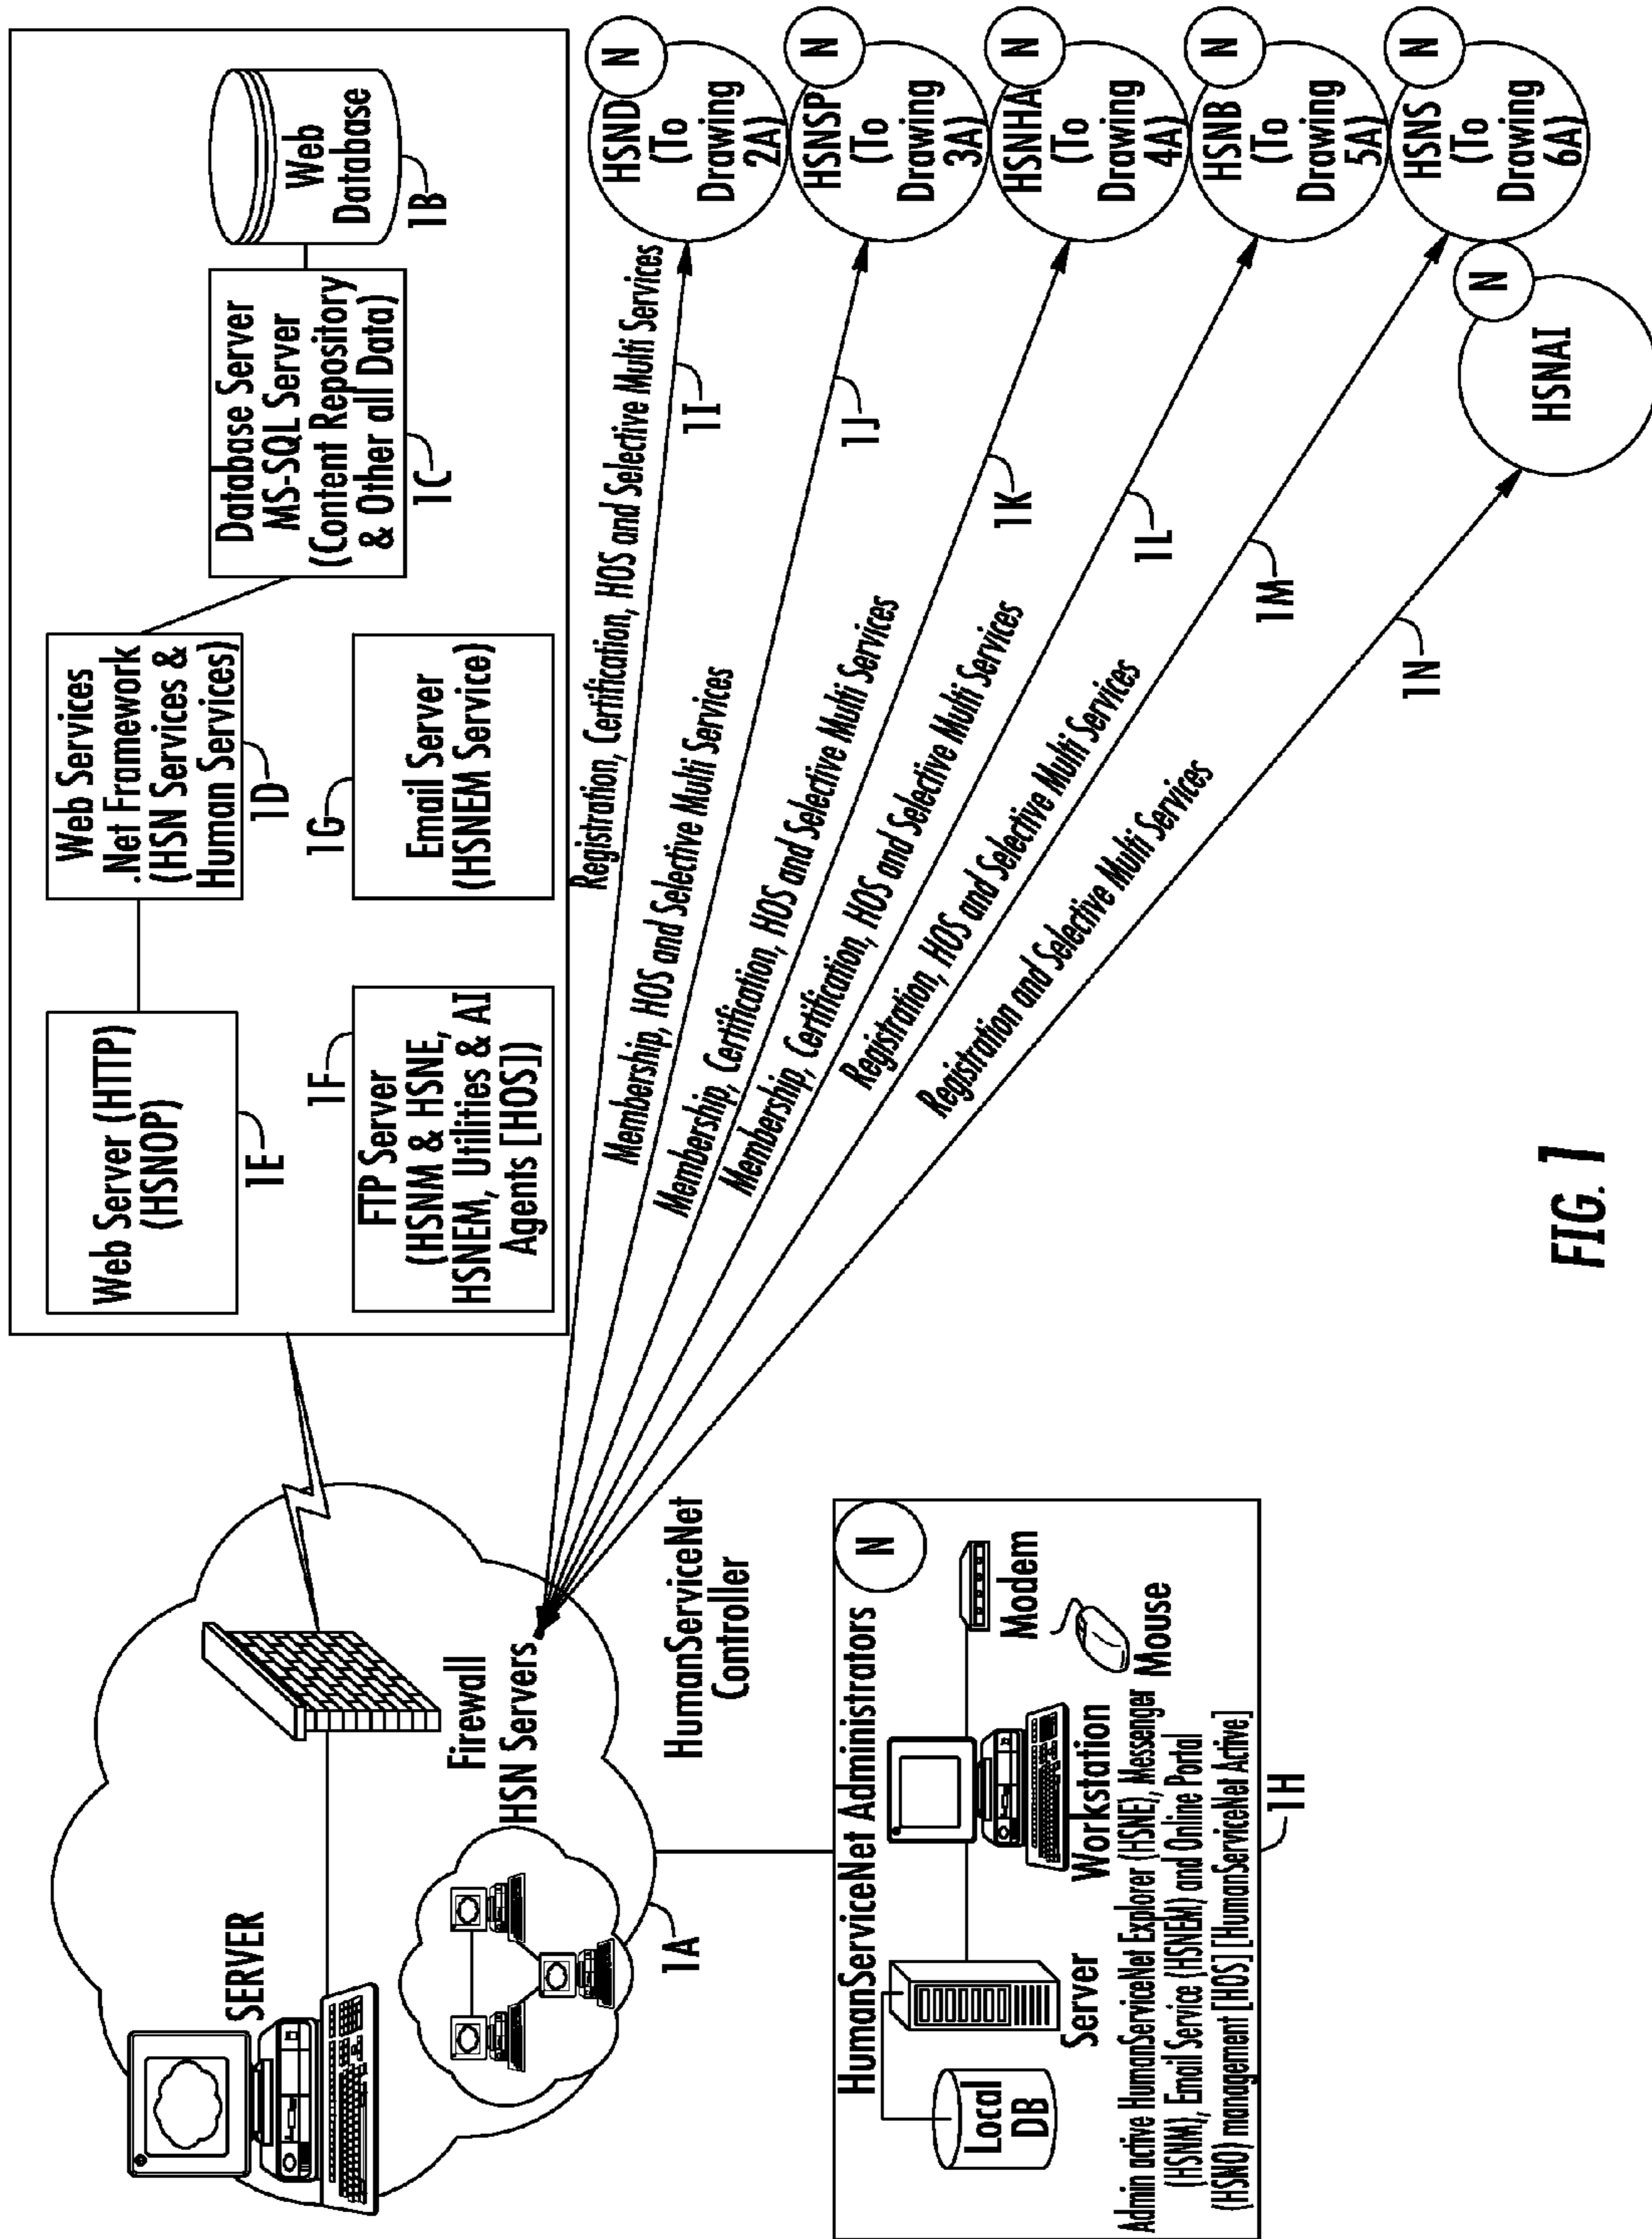 SERVER
Firewall
HSN Servers
1A
HumanServiceNet
Controller
Web Server (HTTP)
(HSNOP)
1E
Web Services
.Net Framework
(HSN Services &
Human Services)
1D
Database Server
MS-SQL Server
(Content Repository
& Other all Data)
1C
Web
Database
1B
1F
FTP Server
(HSNM & HSNE,
HSNEM, Utilities & AI
Agents [HOS])
1G
Email Server
(HSNEM Service)
HumanServiceNet Administrators
N
Local
DB
Server
Workstation
Modem
Mouse
Admin active HumanServiceNet Explorer (HSNE), Messenger
(HSNM), Email Service (HSNEM) and Online Portal
(HSNO) management [HOS] [HumanServiceNet Active]
1H
Registration, Certification, HOS and Selective Multi Services
1I
Membership, HOS and Selective Multi Services
1J
Membership, Certification, HOS and Selective Multi Services
1K
Membership, Certification, HOS and Selective Multi Services
1L
Registration, HOS and Selective Multi Services
1M
Registration and Selective Multi Services
1N
HSND
(To
Drawing
2A)
N
HSNSP
(To
Drawing
3A)
N
HSNHA
(To
Drawing
4A)
N
HSNB
(To
Drawing
5A)
N
HSNS
(To
Drawing
6A)
N
HSNAI
N
FIG. 1